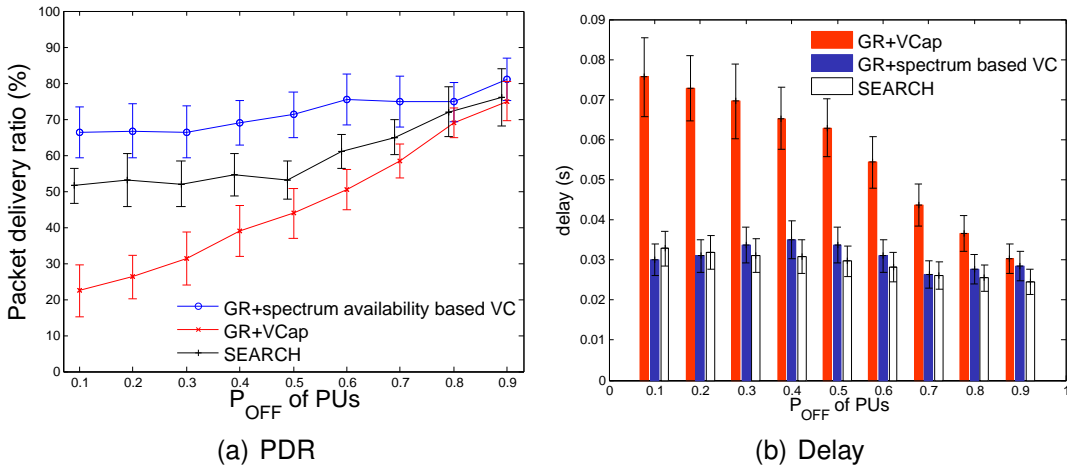 100
90
80
70
60
50
40
30
20
10
0
Packet delivery ratio (%)
GR+spectrum availability based VC
GR+VCap
SEARCH
0.1 0.2 0.3 0.4 0.5 0.6 0.7 0.8 0.9
P_OFF of PUs
(a) PDR
0.09
0.08
0.07
0.06
0.05
0.04
0.03
0.02
0.01
0
delay (s)
GR+VCap
GR+spectrum based VC
SEARCH
0 0.1 0.2 0.3 0.4 0.5 0.6 0.7 0.8 0.9 1
P_OFF of PUs
(b) Delay